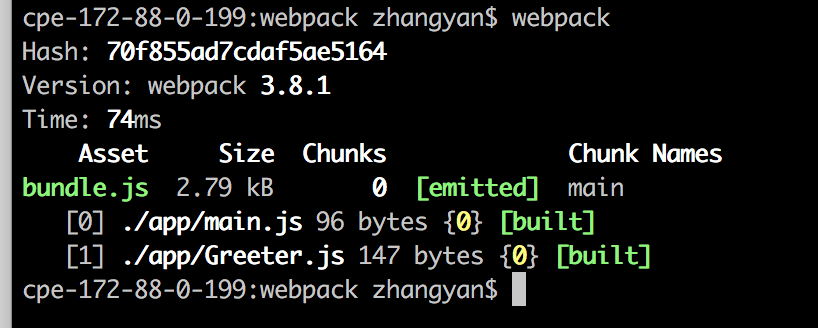 cpe-172-88-0-199:webpack zhangyan$ webpack
Hash: 70f855ad7cdaf5ae5164
Version: webpack 3.8.1
Time: 74ms
    Asset     Size  Chunks             Chunk Names
bundle.js  2.79 kB       0  [emitted]  main
   [0] ./app/main.js 96 bytes {0} [built]
   [1] ./app/Greeter.js 147 bytes {0} [built]
cpe-172-88-0-199:webpack zhangyan$